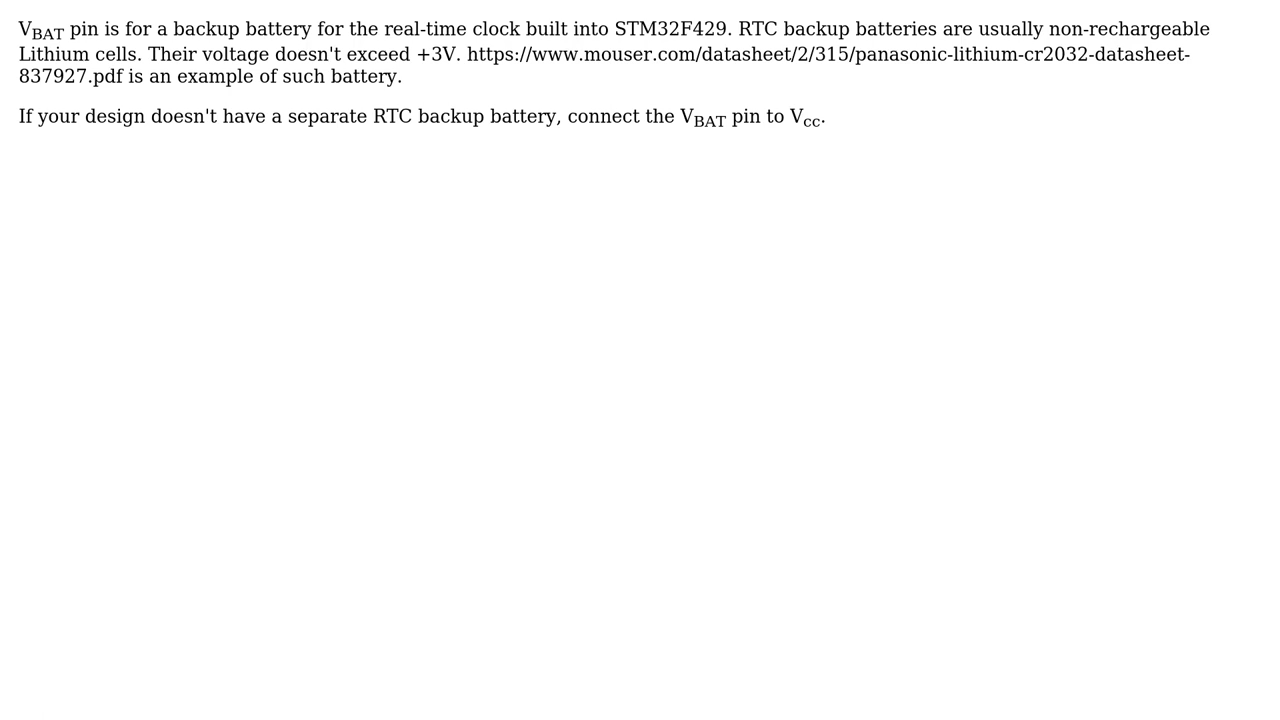 V_BAT pin is for a backup battery for the real-time clock built into STM32F429. RTC backup batteries are usually non-rechargeable
Lithium cells. Their voltage doesn't exceed +3V. https://www.mouser.com/datasheet/2/315/panasonic-lithium-cr2032-datasheet-
837927.pdf is an example of such battery.
If your design doesn't have a separate RTC backup battery, connect the V_BAT pin to V_cc.